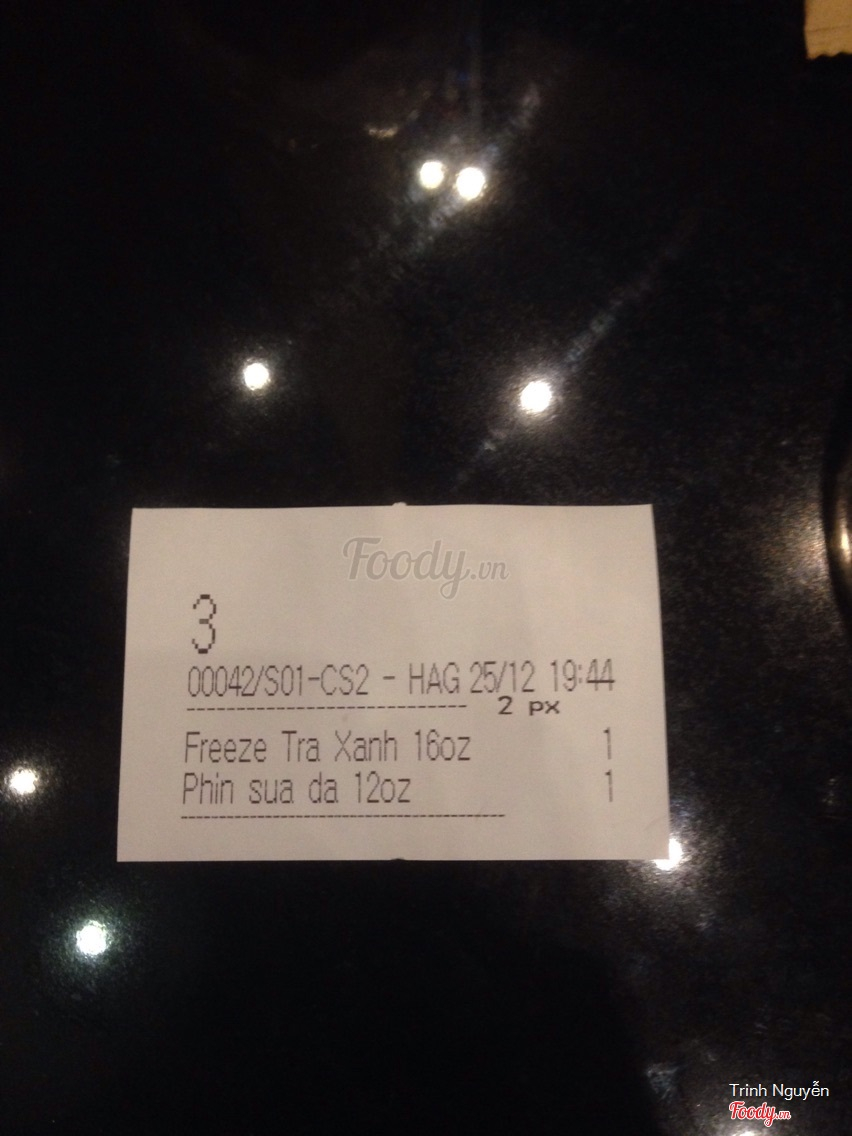 Foody.vn
3
00042/S01-CS2 - HAG 25/12 19:44
2 px
Freeze Tra Xanh 16oz 1
Phin sua da 12oz 1
Trinh Nguyễn
Foody.vn